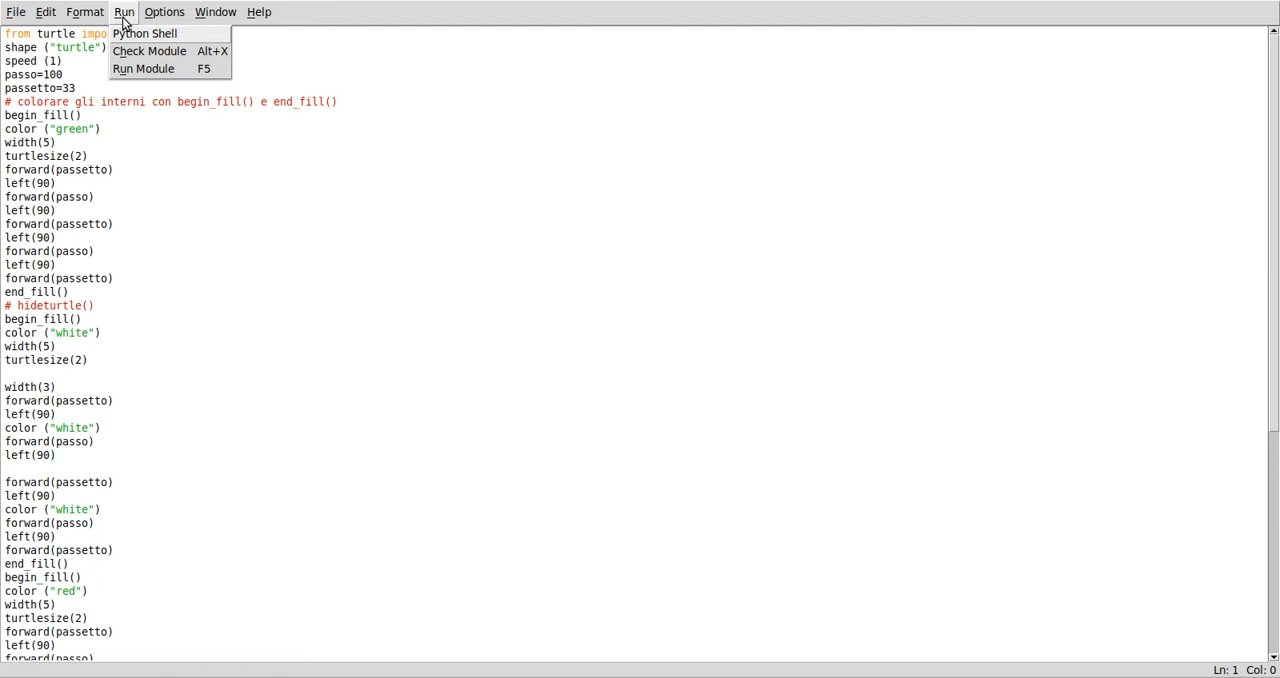 File Edit Format Run Options Window Help
from turtle impo
Python Shell
shape ("turtle")
Check Module Alt+X
speed (1)
Run Module F5
passo=100
passetto=33
# colorare gli interni con begin_fill() e end_fill()
begin_fill()
color ("green")
width(5)
turtlesize(2)
forward(passetto)
left(90)
forward(passo)
left(90)
forward(passetto)
left(90)
forward(passo)
left(90)
forward(passetto)
end_fill()
# hideturtle()
begin_fill()
color ("white")
width(5)
turtlesize(2)
width(3)
forward(passetto)
left(90)
color ("white")
forward(passo)
left(90)
forward(passetto)
left(90)
color ("white")
forward(passo)
left(90)
forward(passetto)
end_fill()
begin_fill()
color ("red")
width(5)
turtlesize(2)
forward(passetto)
left(90)
forward(passo)
Ln: 1 Col: 0